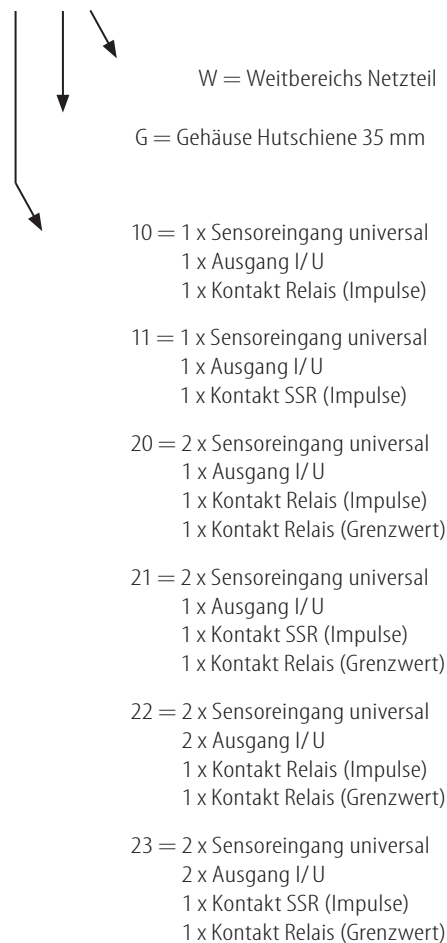 W = Weitbereichs Netzteil
G = Gehäuse Hutschiene 35 mm
10 = 1 x Sensoreingang universal
1 x Ausgang I/U
1 x Kontakt Relais (Impulse)
11 = 1 x Sensoreingang universal
1 x Ausgang I/U
1 x Kontakt SSR (Impulse)
20 = 2 x Sensoreingang universal
1 x Ausgang I/U
1 x Kontakt Relais (Impulse)
1 x Kontakt Relais (Grenzwert)
21 = 2 x Sensoreingang universal
1 x Ausgang I/U
1 x Kontakt SSR (Impulse)
1 x Kontakt Relais (Grenzwert)
22 = 2 x Sensoreingang universal
2 x Ausgang I/U
1 x Kontakt Relais (Impulse)
1 x Kontakt Relais (Grenzwert)
23 = 2 x Sensoreingang universal
2 x Ausgang I/U
1 x Kontakt SSR (Impulse)
1 x Kontakt Relais (Grenzwert)